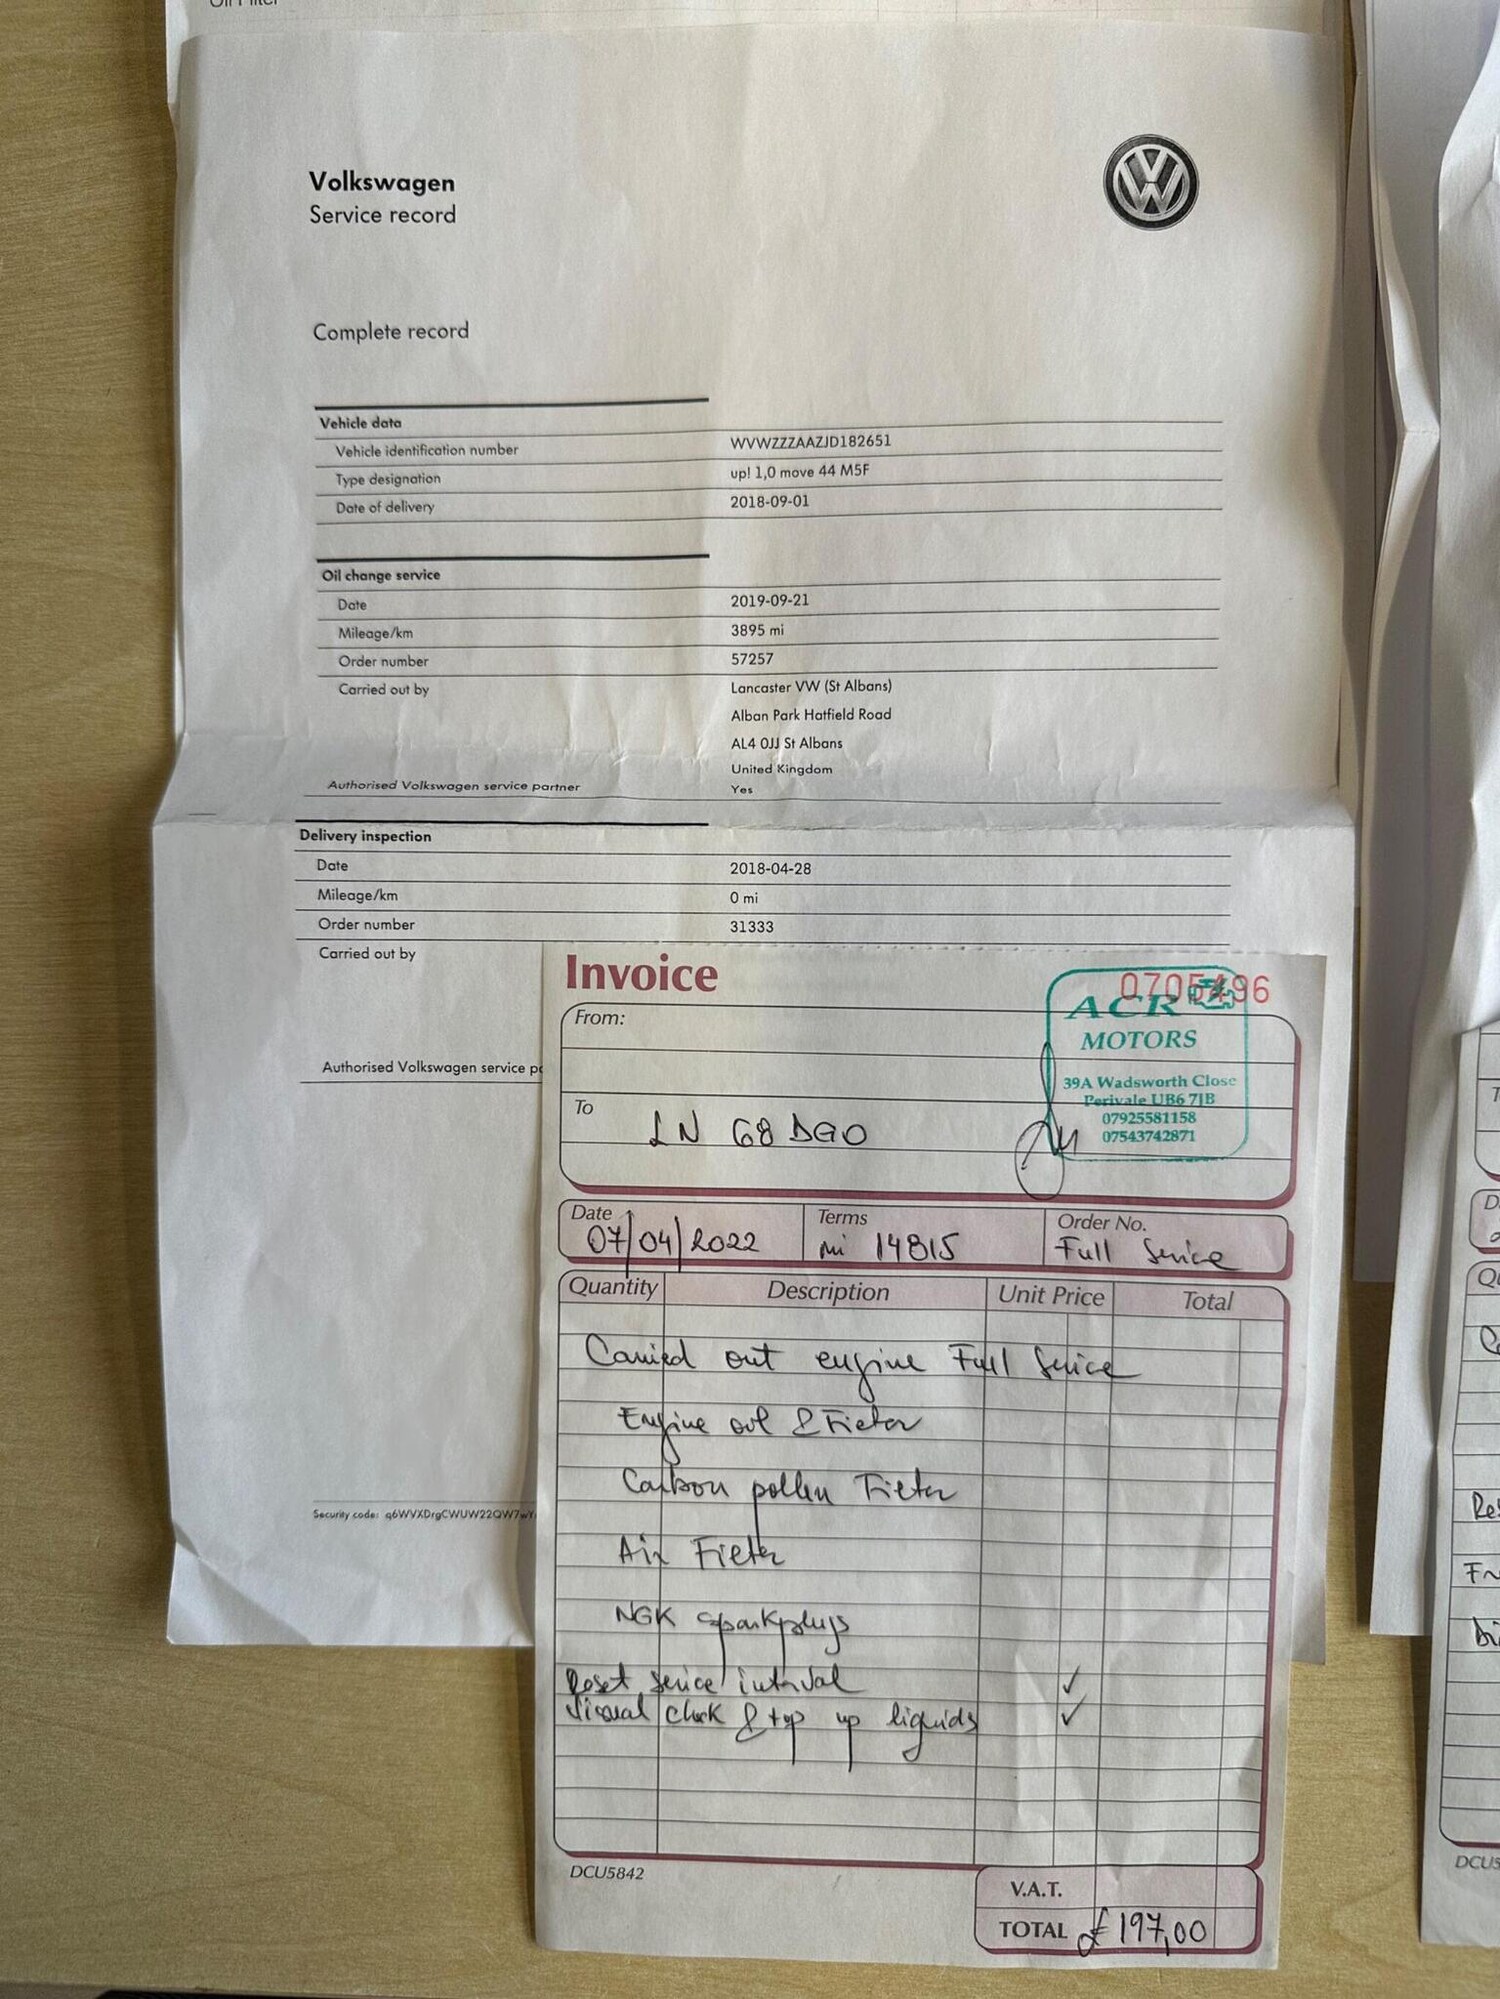 Oil Filter
Volkswagen
Service record
Complete record
Vehicle data
Vehicle identification number WVWZZZAAZJD182651
Type designation up! 1,0 move 44 M5F
Date of delivery 2018-09-01
Oil change service
Date 2019-09-21
Mileage/km 3895 mi
Order number 57257
Carried out by Lancaster VW (St Albans)
Alban Park Hatfield Road
AL4 0JJ St Albans
United Kingdom
Authorised Volkswagen service partner Yes
Delivery inspection
Date 2018-04-28
Mileage/km 0 mi
Order number 31333
Carried out by
Authorised Volkswagen service
Security code: q6WVXDrgCWUW22QW7w
Invoice 0705496
From:
ACR
MOTORS
39A Wadsworth Close
Perivale UB6 7JB
07925581158
07543742871
To LN 68 DGO
Date 07/04/2022 Terms mi 14815 Order No. Full Service
Quantity Description Unit Price Total
Carried out engine Full Service
Engine oil & Filter
Carbon pollen Filter
Air Filter
NGK sparkplugs
Reset service interval ✓
Visual check & top up liquids ✓
DCU5842
V.A.T.
TOTAL £197,00